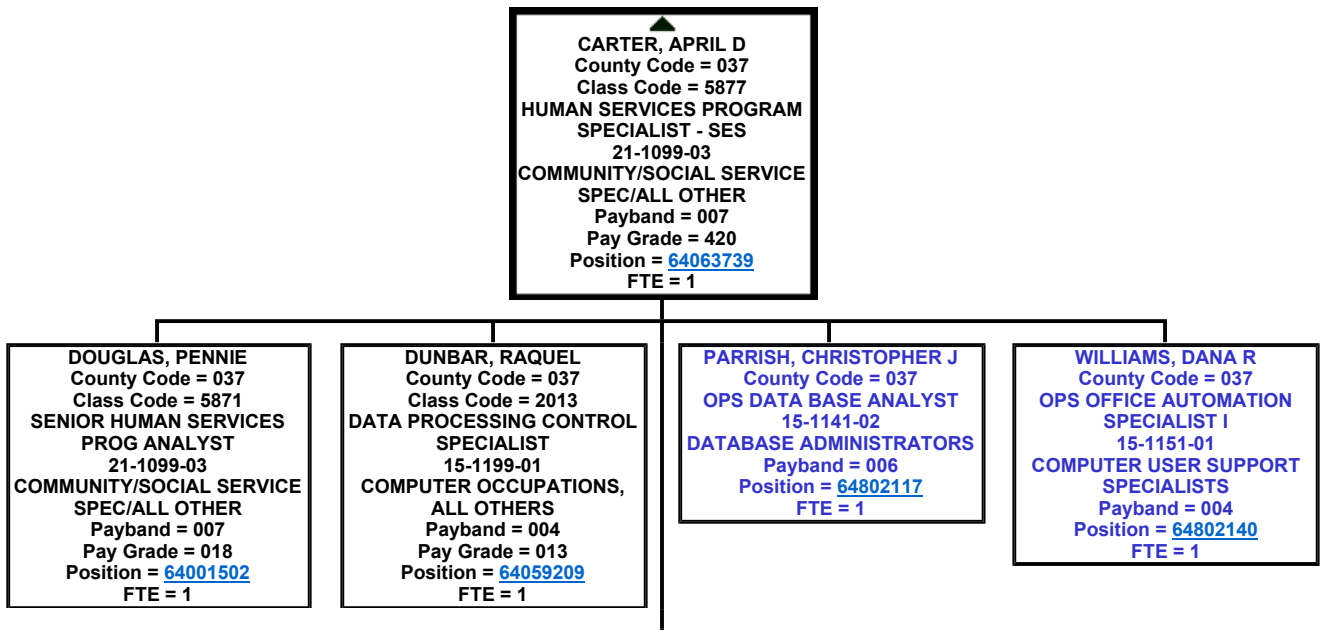 CARTER, APRIL D
County Code = 037
Class Code = 5877
HUMAN SERVICES PROGRAM
SPECIALIST - SES
21-1099-03
COMMUNITY/SOCIAL SERVICE
SPEC/ALL OTHER
Payband = 007
Pay Grade = 420
Position = 64063739
FTE = 1
DOUGLAS, PENNIE
County Code = 037
Class Code = 5871
SENIOR HUMAN SERVICES
PROG ANALYST
21-1099-03
COMMUNITY/SOCIAL SERVICE
SPEC/ALL OTHER
Payband = 007
Pay Grade = 018
Position = 64001502
FTE = 1
DUNBAR, RAQUEL
County Code = 037
Class Code = 2013
DATA PROCESSING CONTROL
SPECIALIST
15-1199-01
COMPUTER OCCUPATIONS,
ALL OTHERS
Payband = 004
Pay Grade = 013
Position = 64059209
FTE = 1
PARRISH, CHRISTOPHER J
County Code = 037
OPS DATA BASE ANALYST
15-1141-02
DATABASE ADMINISTRATORS
Payband = 006
Position = 64802117
FTE = 1
WILLIAMS, DANA R
County Code = 037
OPS OFFICE AUTOMATION
SPECIALIST I
15-1151-01
COMPUTER USER SUPPORT
SPECIALISTS
Payband = 004
Position = 64802140
FTE = 1